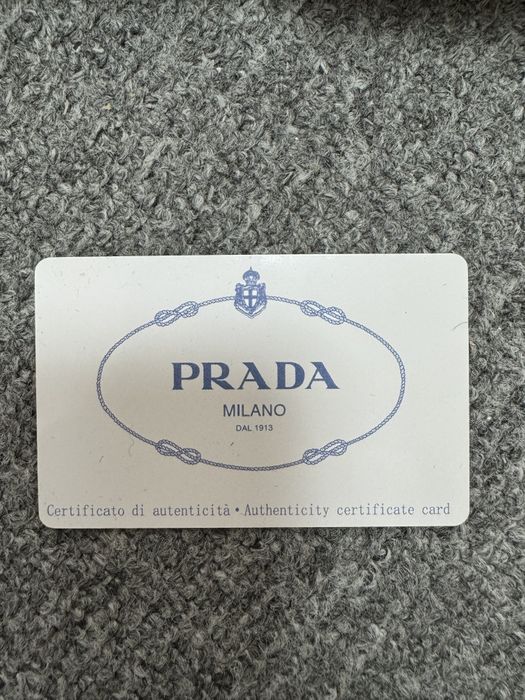 PRADA
MILANO
DAL 1913
Certificato di autenticità • Authenticity certificate card